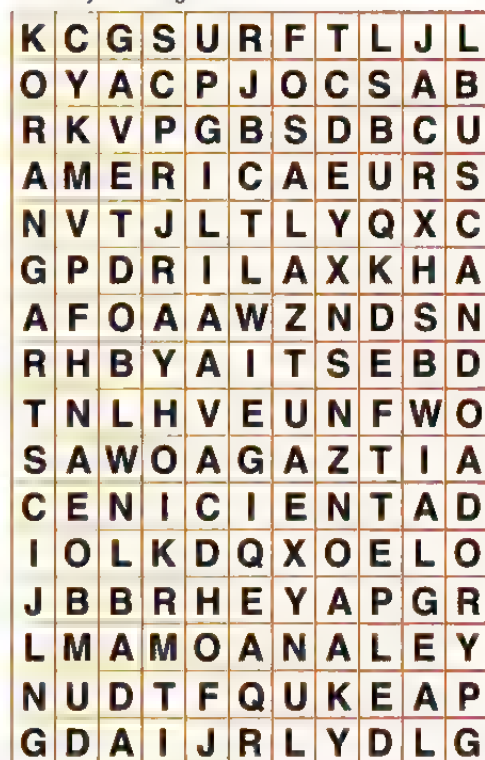 K C G S U R F T L J L
O Y A C P J O C S A B
R K V P G B S D B C U
A M E R I C A E U R S
N V T J L T L Y Q X C
G P D R I L A X K H A
A F O A A W Z N D S N
R H B Y A I T S E B D
T N L H V E U N F W O
S A W O A G A Z T I A
C E N I C I E N T A D
I O L K D Q X O E L O
J B B R H E Y A P G R
L M A M O A N A L E Y
N U D T F Q U K E A P
G D A I J R L Y D L G